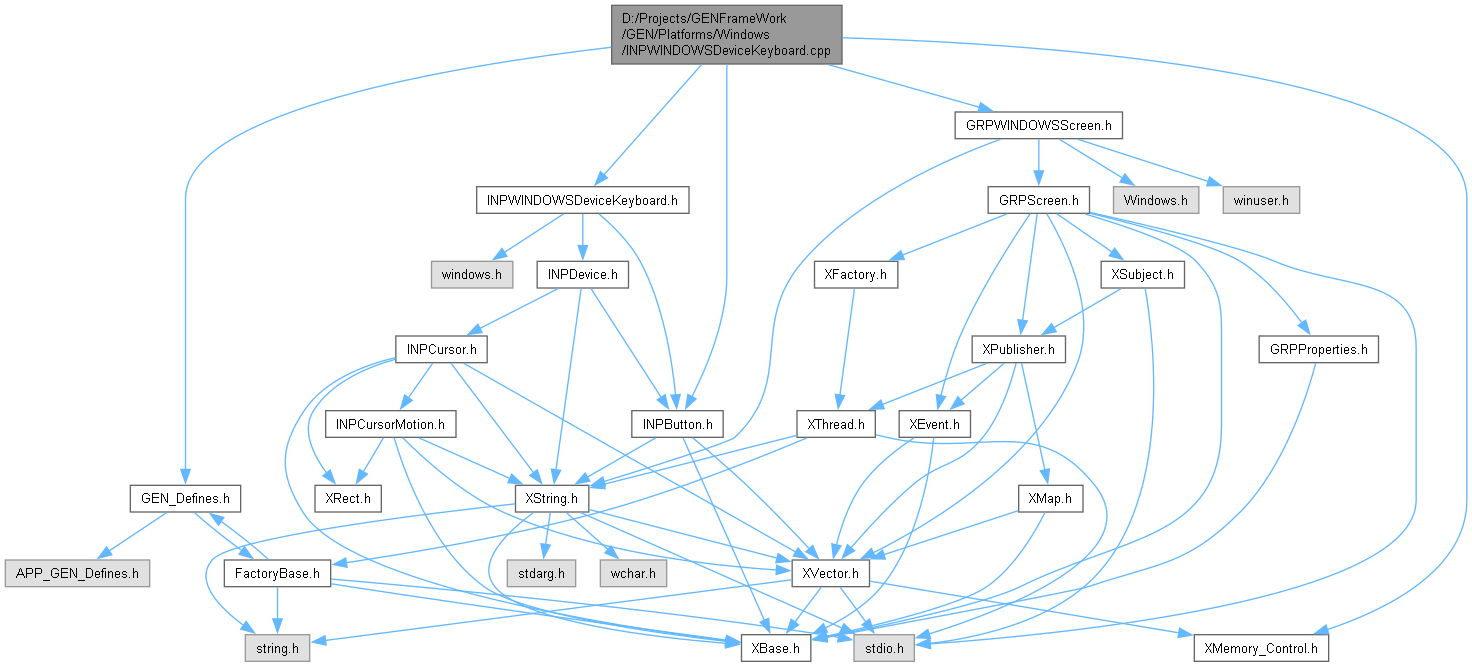 D:/Projects/GENFrameWork
/GEN/Platforms/Windows
/INPWINDOWSDeviceKeyboard.cpp
GRPWINDOWSScreen.h
INPWINDOWSDeviceKeyboard.h
GRPScreen.h
Windows.h
winuser.h
windows.h
INPDevice.h
XFactory.h
XSubject.h
INPCursor.h
XPublisher.h
GRPProperties.h
INPCursorMotion.h
INPButton.h
XThread.h
XEvent.h
GEN_Defines.h
XRect.h
XString.h
XMap.h
APP_GEN_Defines.h
FactoryBase.h
stdarg.h
wchar.h
XVector.h
string.h
XBase.h
stdio.h
XMemory_Control.h